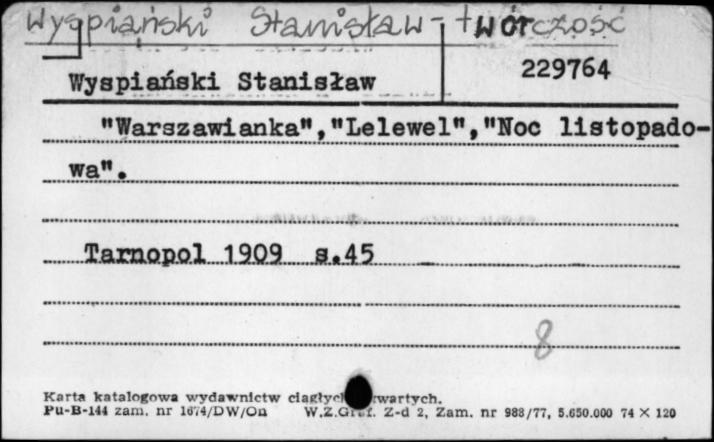 Wyspiański Stanisław - twórczość
229764
Wyspiański Stanisław
"Warszawianka","Lelewel","Noc listopado-
wa".
Tarnopol 1909 s.45
8
Karta katalogowa wydawnictw ciągłych
Pu-B-144 zam. nr 1674/DW/On W.Z.Graf. Z-d 2, Zam. nr 988/77, 5.650.000 74 X 120